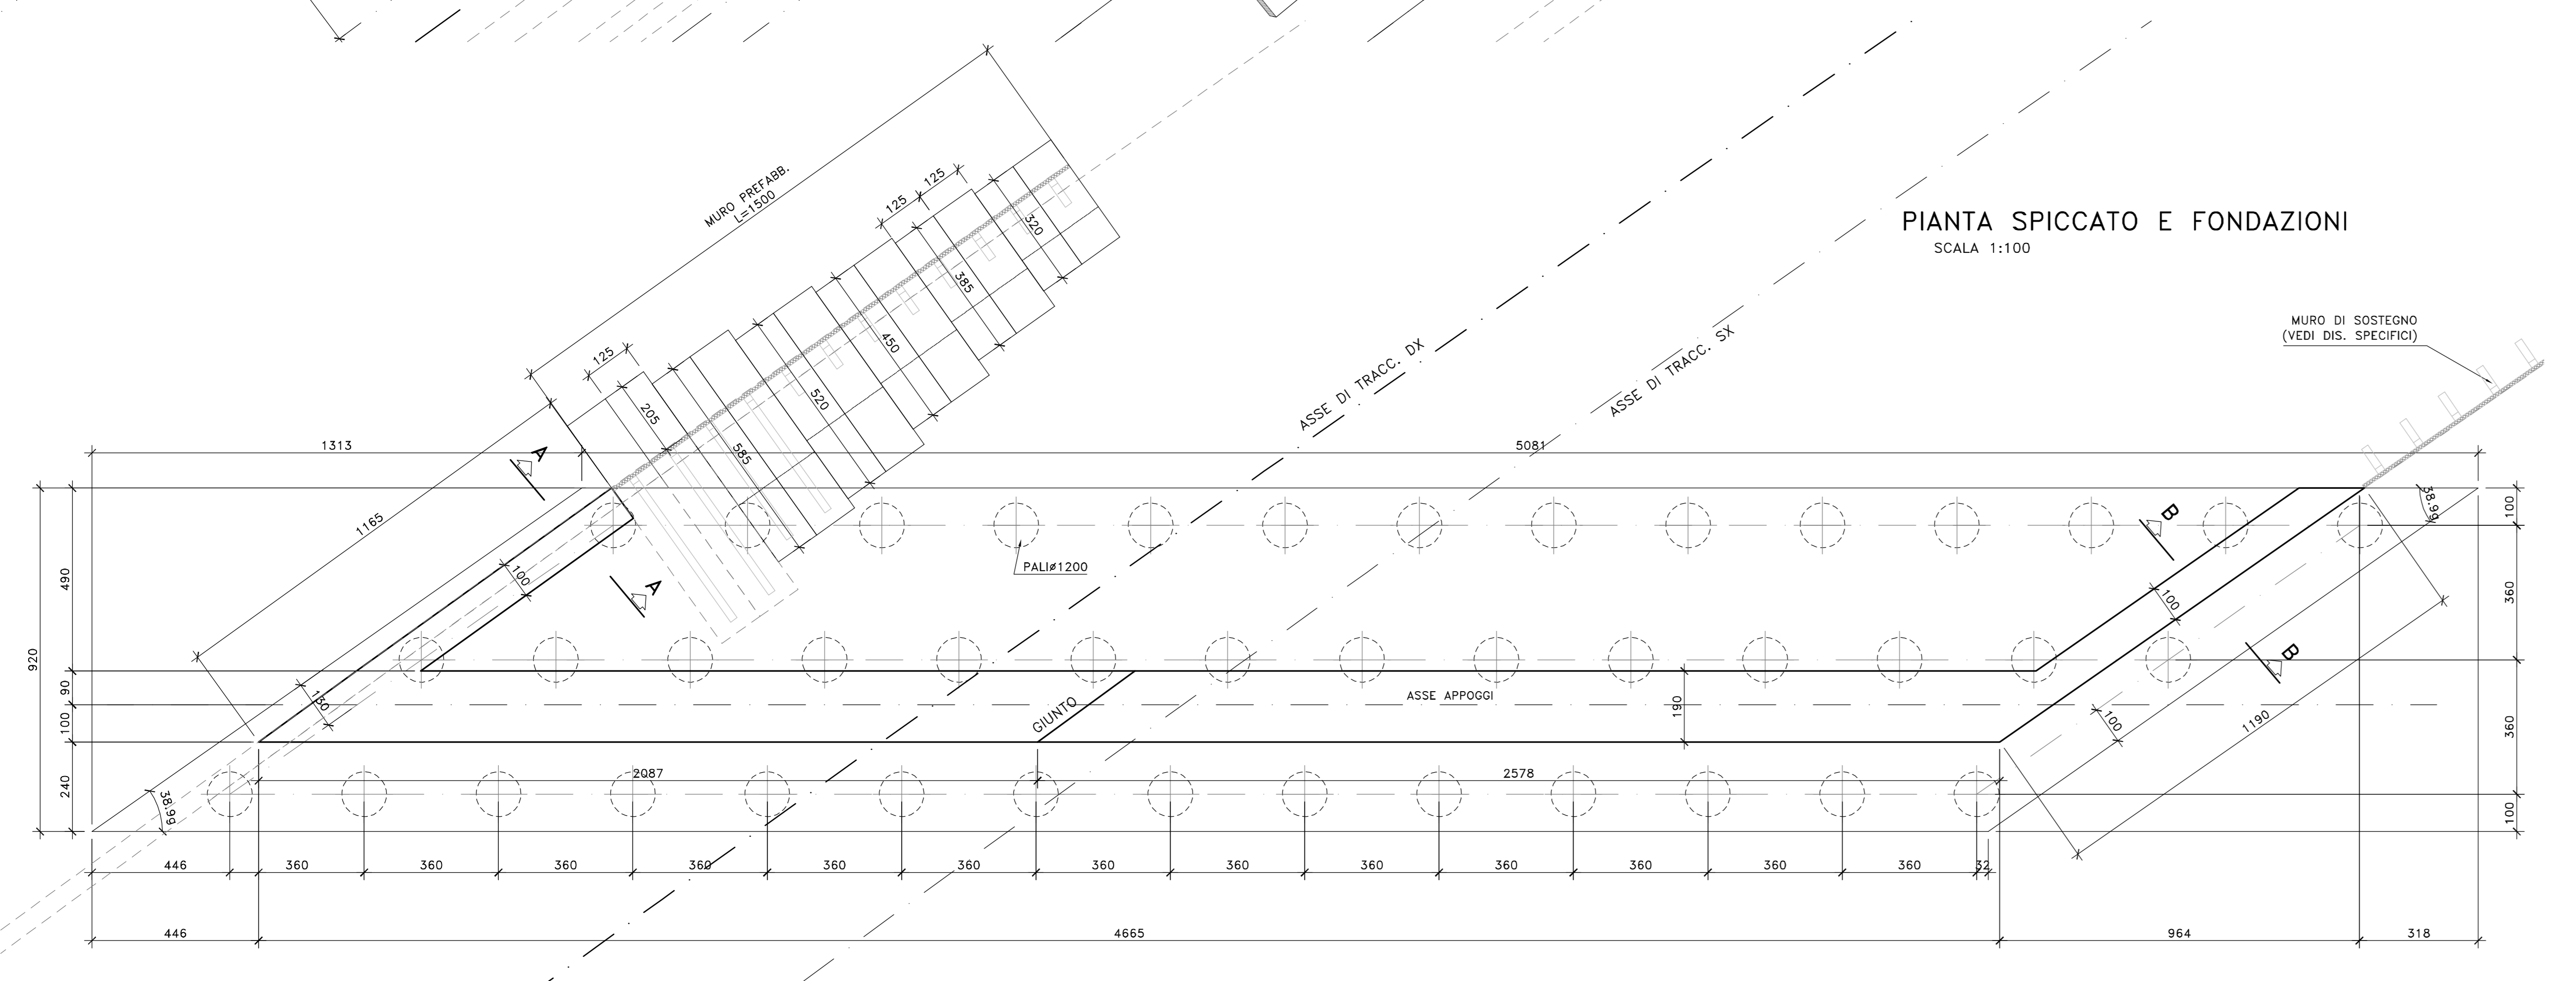 MURO PREFABB.
L=1500
125
125
320
385
450
520
585
125
205
PIANTA SPICCATO E FONDAZIONI
SCALA 1:100
MURO DI SOSTEGNO
(VEDI DIS. SPECIFICI)
ASSE DI TRACC. DX
ASSE DI TRACC. SX
1313
5081
A
A
B
B
1165
100
PALIø1200
490
920
90
100
240
130
38.9g
38.9g
100
360
360
100
100
100
1190
GIUNTO
ASSE APPOGGI
190
2087
2578
446
360
360
360
360
360
360
360
360
360
360
360
360
360
32
446
4665
964
318